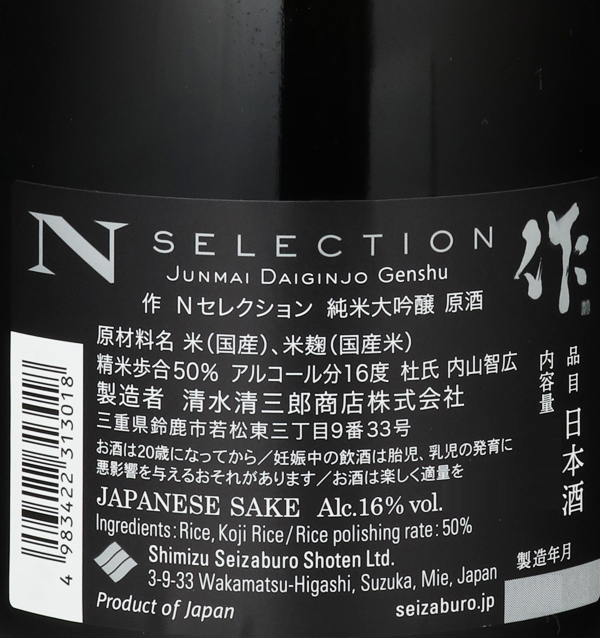 N SELECTION 作
JUNMAI DAIGINJO Genshu
作 Nセレクション 純米大吟醸 原酒
原材料名 米(国産)、米麹(国産米)
精米歩合50% アルコール分16度 杜氏 内山智広
製造者 清水清三郎商店株式会社
三重県鈴鹿市若松東三丁目9番33号
お酒は20歳になってから/妊娠中の飲酒は胎児、乳児の発育に
悪影響を与えるおそれがあります/お酒は楽しく適量を
JAPANESE SAKE Alc.16% vol.
Ingredients: Rice, Koji Rice/Rice polishing rate: 50%
Shimizu Seizaburo Shoten Ltd.
3-9-33 Wakamatsu-Higashi, Suzuka, Mie, Japan
Product of Japan seizaburo.jp
品目 日本酒
内容量
製造年月
4 983422 313018